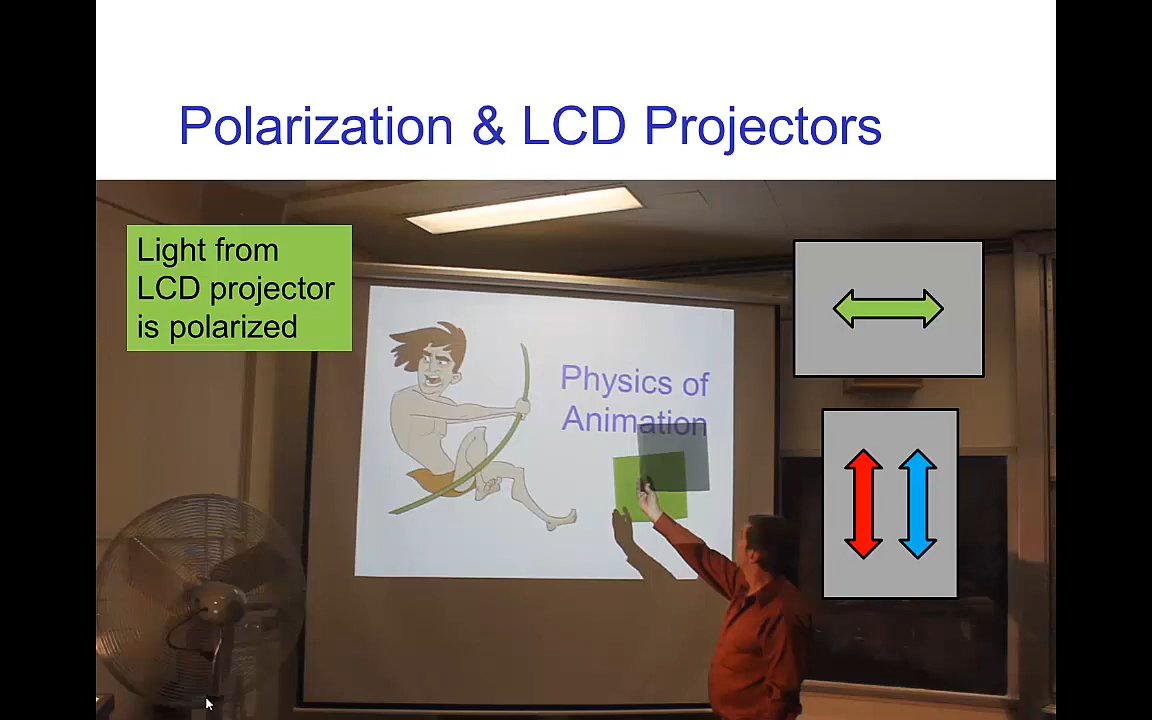 Polarization & LCD Projectors
Light from
LCD projector
is polarized
Physics of
Animation